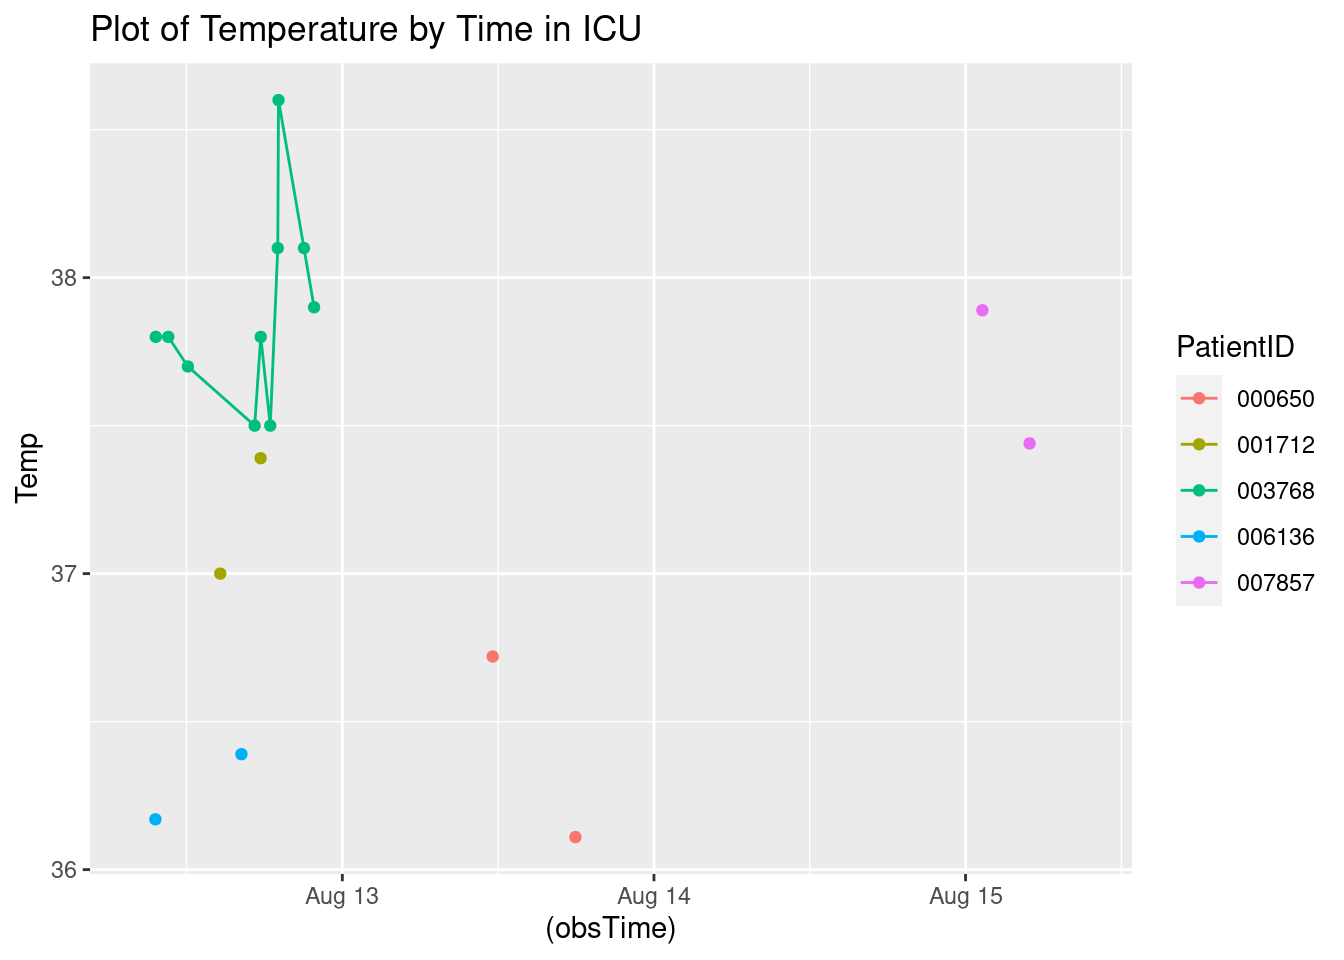 Plot of Temperature by Time in ICU
Temp
38
37
36
Aug 13
Aug 14
Aug 15
(obsTime)
PatientID
000650
001712
003768
006136
007857